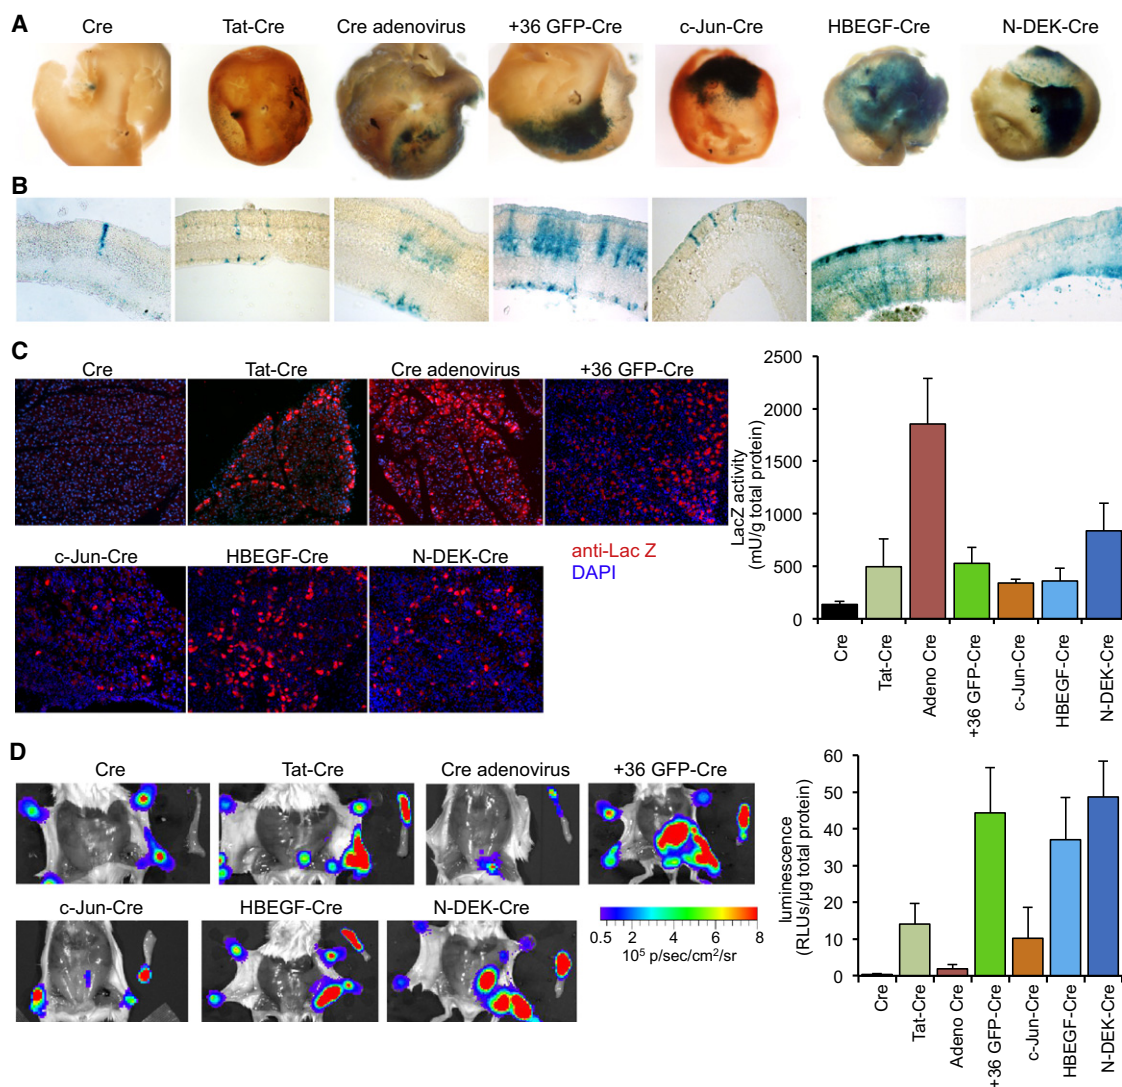 A
Cre Tat-Cre Cre adenovirus +36 GFP-Cre c-Jun-Cre HBEGF-Cre N-DEK-Cre
B
C
Cre Tat-Cre Cre adenovirus +36 GFP-Cre
c-Jun-Cre HBEGF-Cre N-DEK-Cre
anti-Lac Z
DAPI
LacZ activity
(mU/g total protein)
2500
2000
1500
1000
500
0
Cre
Tat-Cre
Adeno Cre
+36 GFP-Cre
c-Jun-Cre
HBEGF-Cre
N-DEK-Cre
D
Cre Tat-Cre Cre adenovirus +36 GFP-Cre
c-Jun-Cre HBEGF-Cre N-DEK-Cre
0.5 2 4 6 8
10⁵ p/sec/cm²/sr
luminescence
(RLUs/µg total protein)
60
50
40
30
20
10
0
Cre
Tat-Cre
Adeno Cre
+36 GFP-Cre
c-Jun-Cre
HBEGF-Cre
N-DEK-Cre